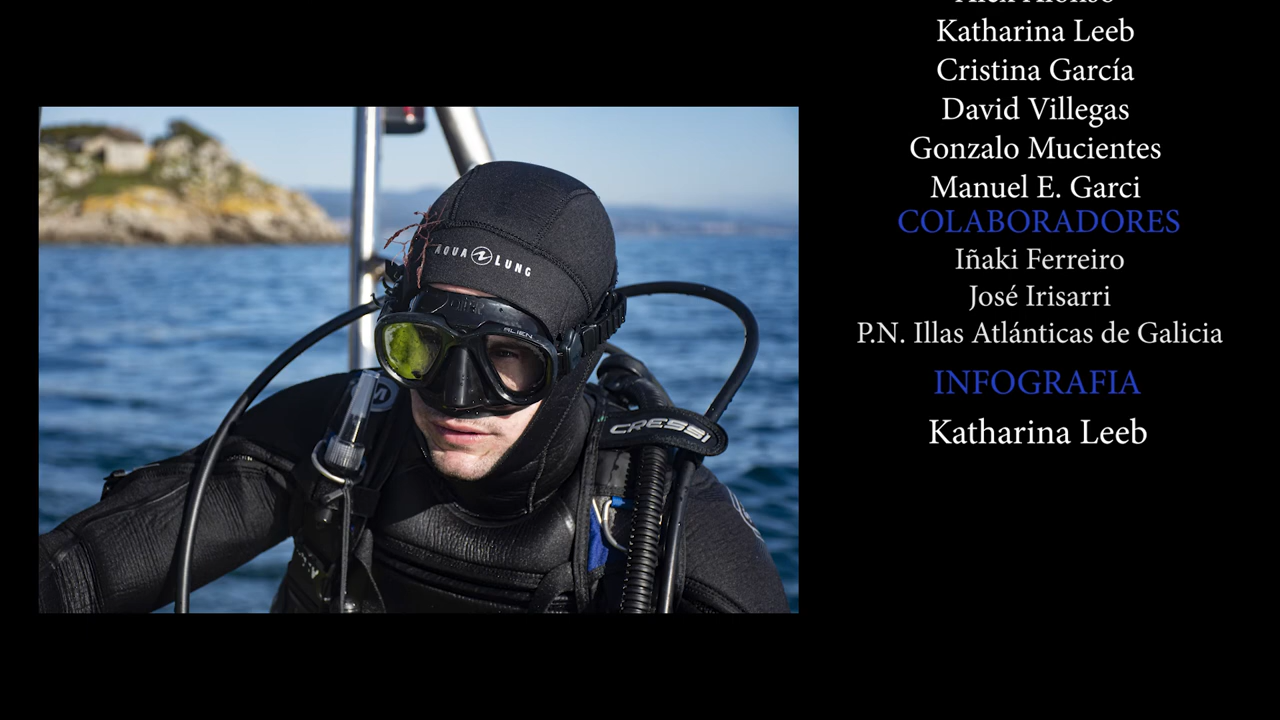 AQUA LUNG
ALIEN
CRESSI
Katharina Leeb
Cristina García
David Villegas
Gonzalo Mucientes
Manuel E. Garci
COLABORADORES
Iñaki Ferreiro
José Irisarri
P.N. Illas Atlánticas de Galicia
INFOGRAFIA
Katharina Leeb